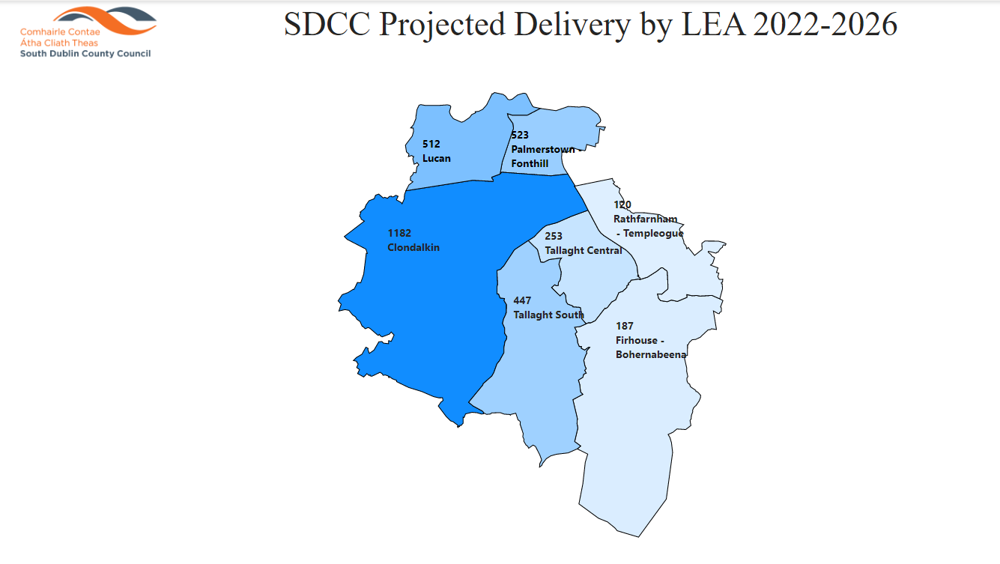 Comhairle Contae
Átha Cliath Theas
South Dublin County Council
SDCC Projected Delivery by LEA 2022-2026
512
Lucan
523
Palmerstown -
Fonthill
120
Rathfarnham
- Templeogue
1182
Clondalkin
253
Tallaght Central
447
Tallaght South
187
Firhouse -
Bohernabeena